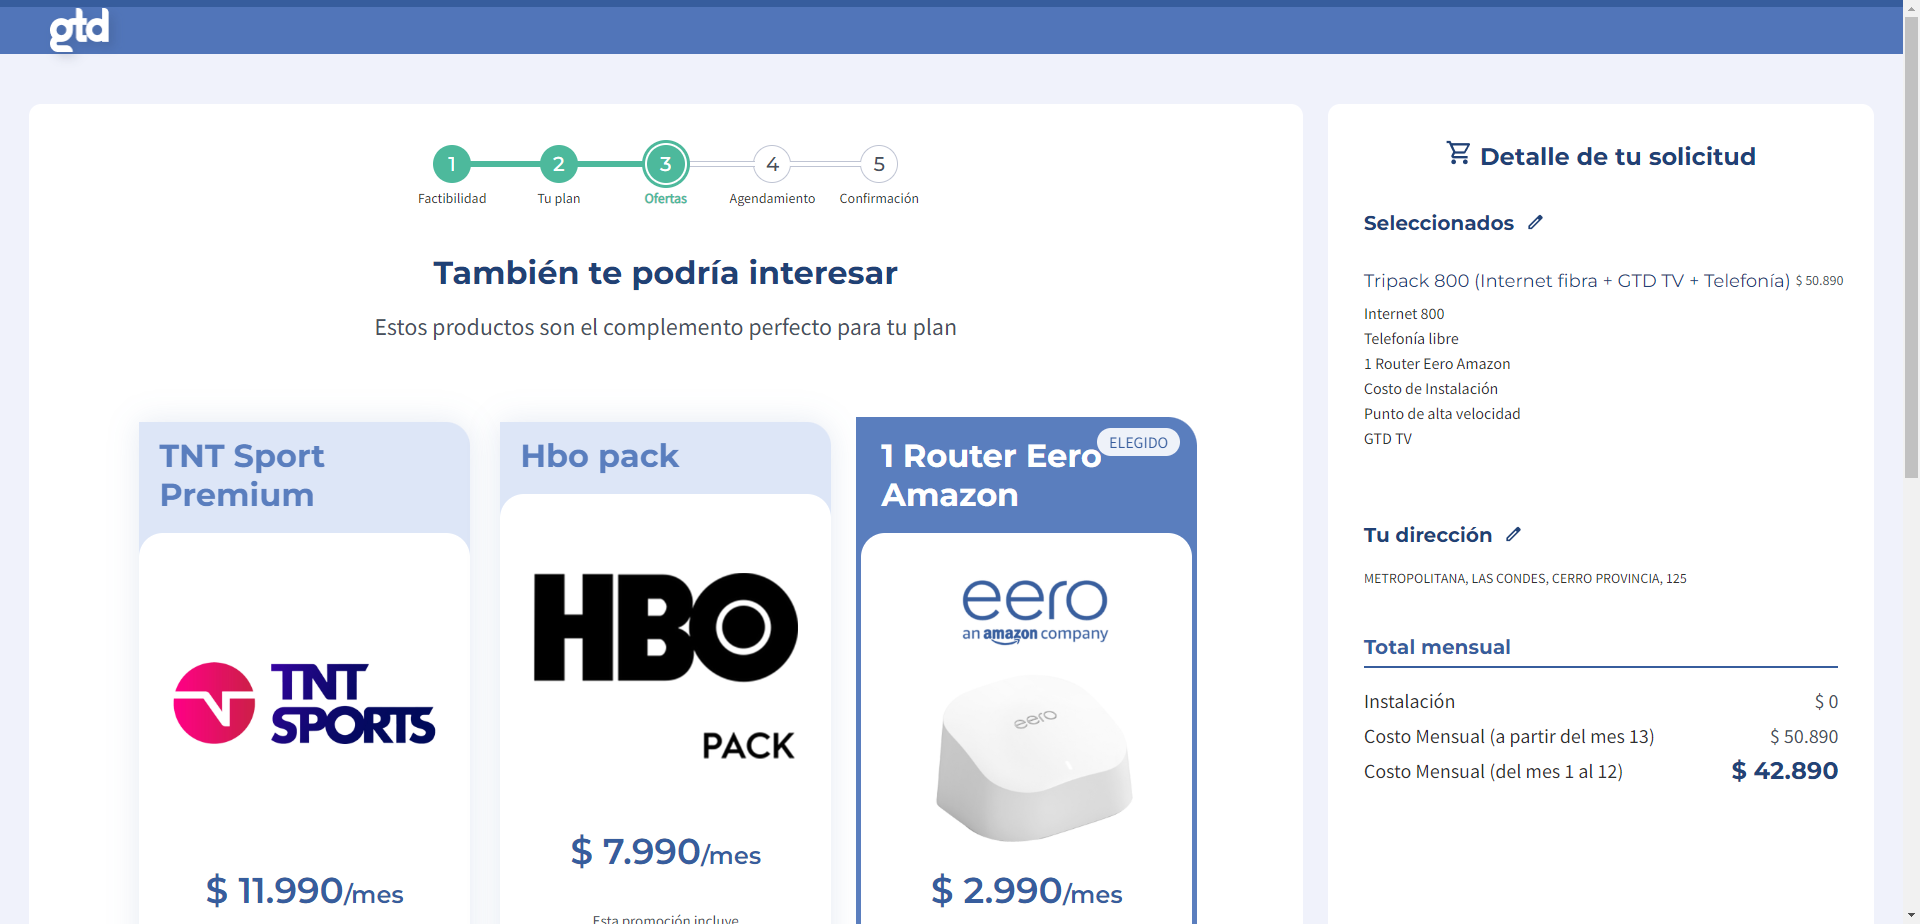 gtd
1
2
3
4
5
Factibilidad
Tu plan
Ofertas
Agendamiento
Confirmación
También te podría interesar
Estos productos son el complemento perfecto para tu plan
TNT Sport
Premium
TNT
SPORTS
$ 11.990/mes
Hbo pack
HBO
PACK
$ 7.990/mes
Esta promoción incluye
ELEGIDO
1 Router Eero
Amazon
eero
an amazon company
eero
$ 2.990/mes
Detalle de tu solicitud
Seleccionados
Tripack 800 (Internet fibra + GTD TV + Telefonía) $ 50.890
Internet 800
Telefonía libre
1 Router Eero Amazon
Costo de Instalación
Punto de alta velocidad
GTD TV
Tu dirección
METROPOLITANA, LAS CONDES, CERRO PROVINCIA, 125
Total mensual
Instalación $ 0
Costo Mensual (a partir del mes 13) $ 50.890
Costo Mensual (del mes 1 al 12) $ 42.890